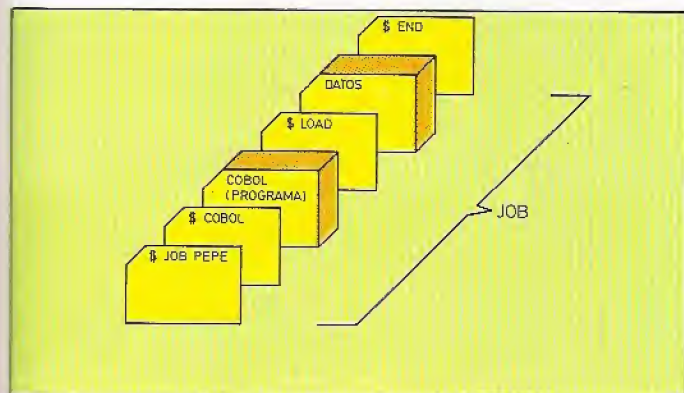 $ END
DATOS
$ LOAD
COBOL
(PROGRAMA)
$ COBOL
$ JOB PEPE
JOB